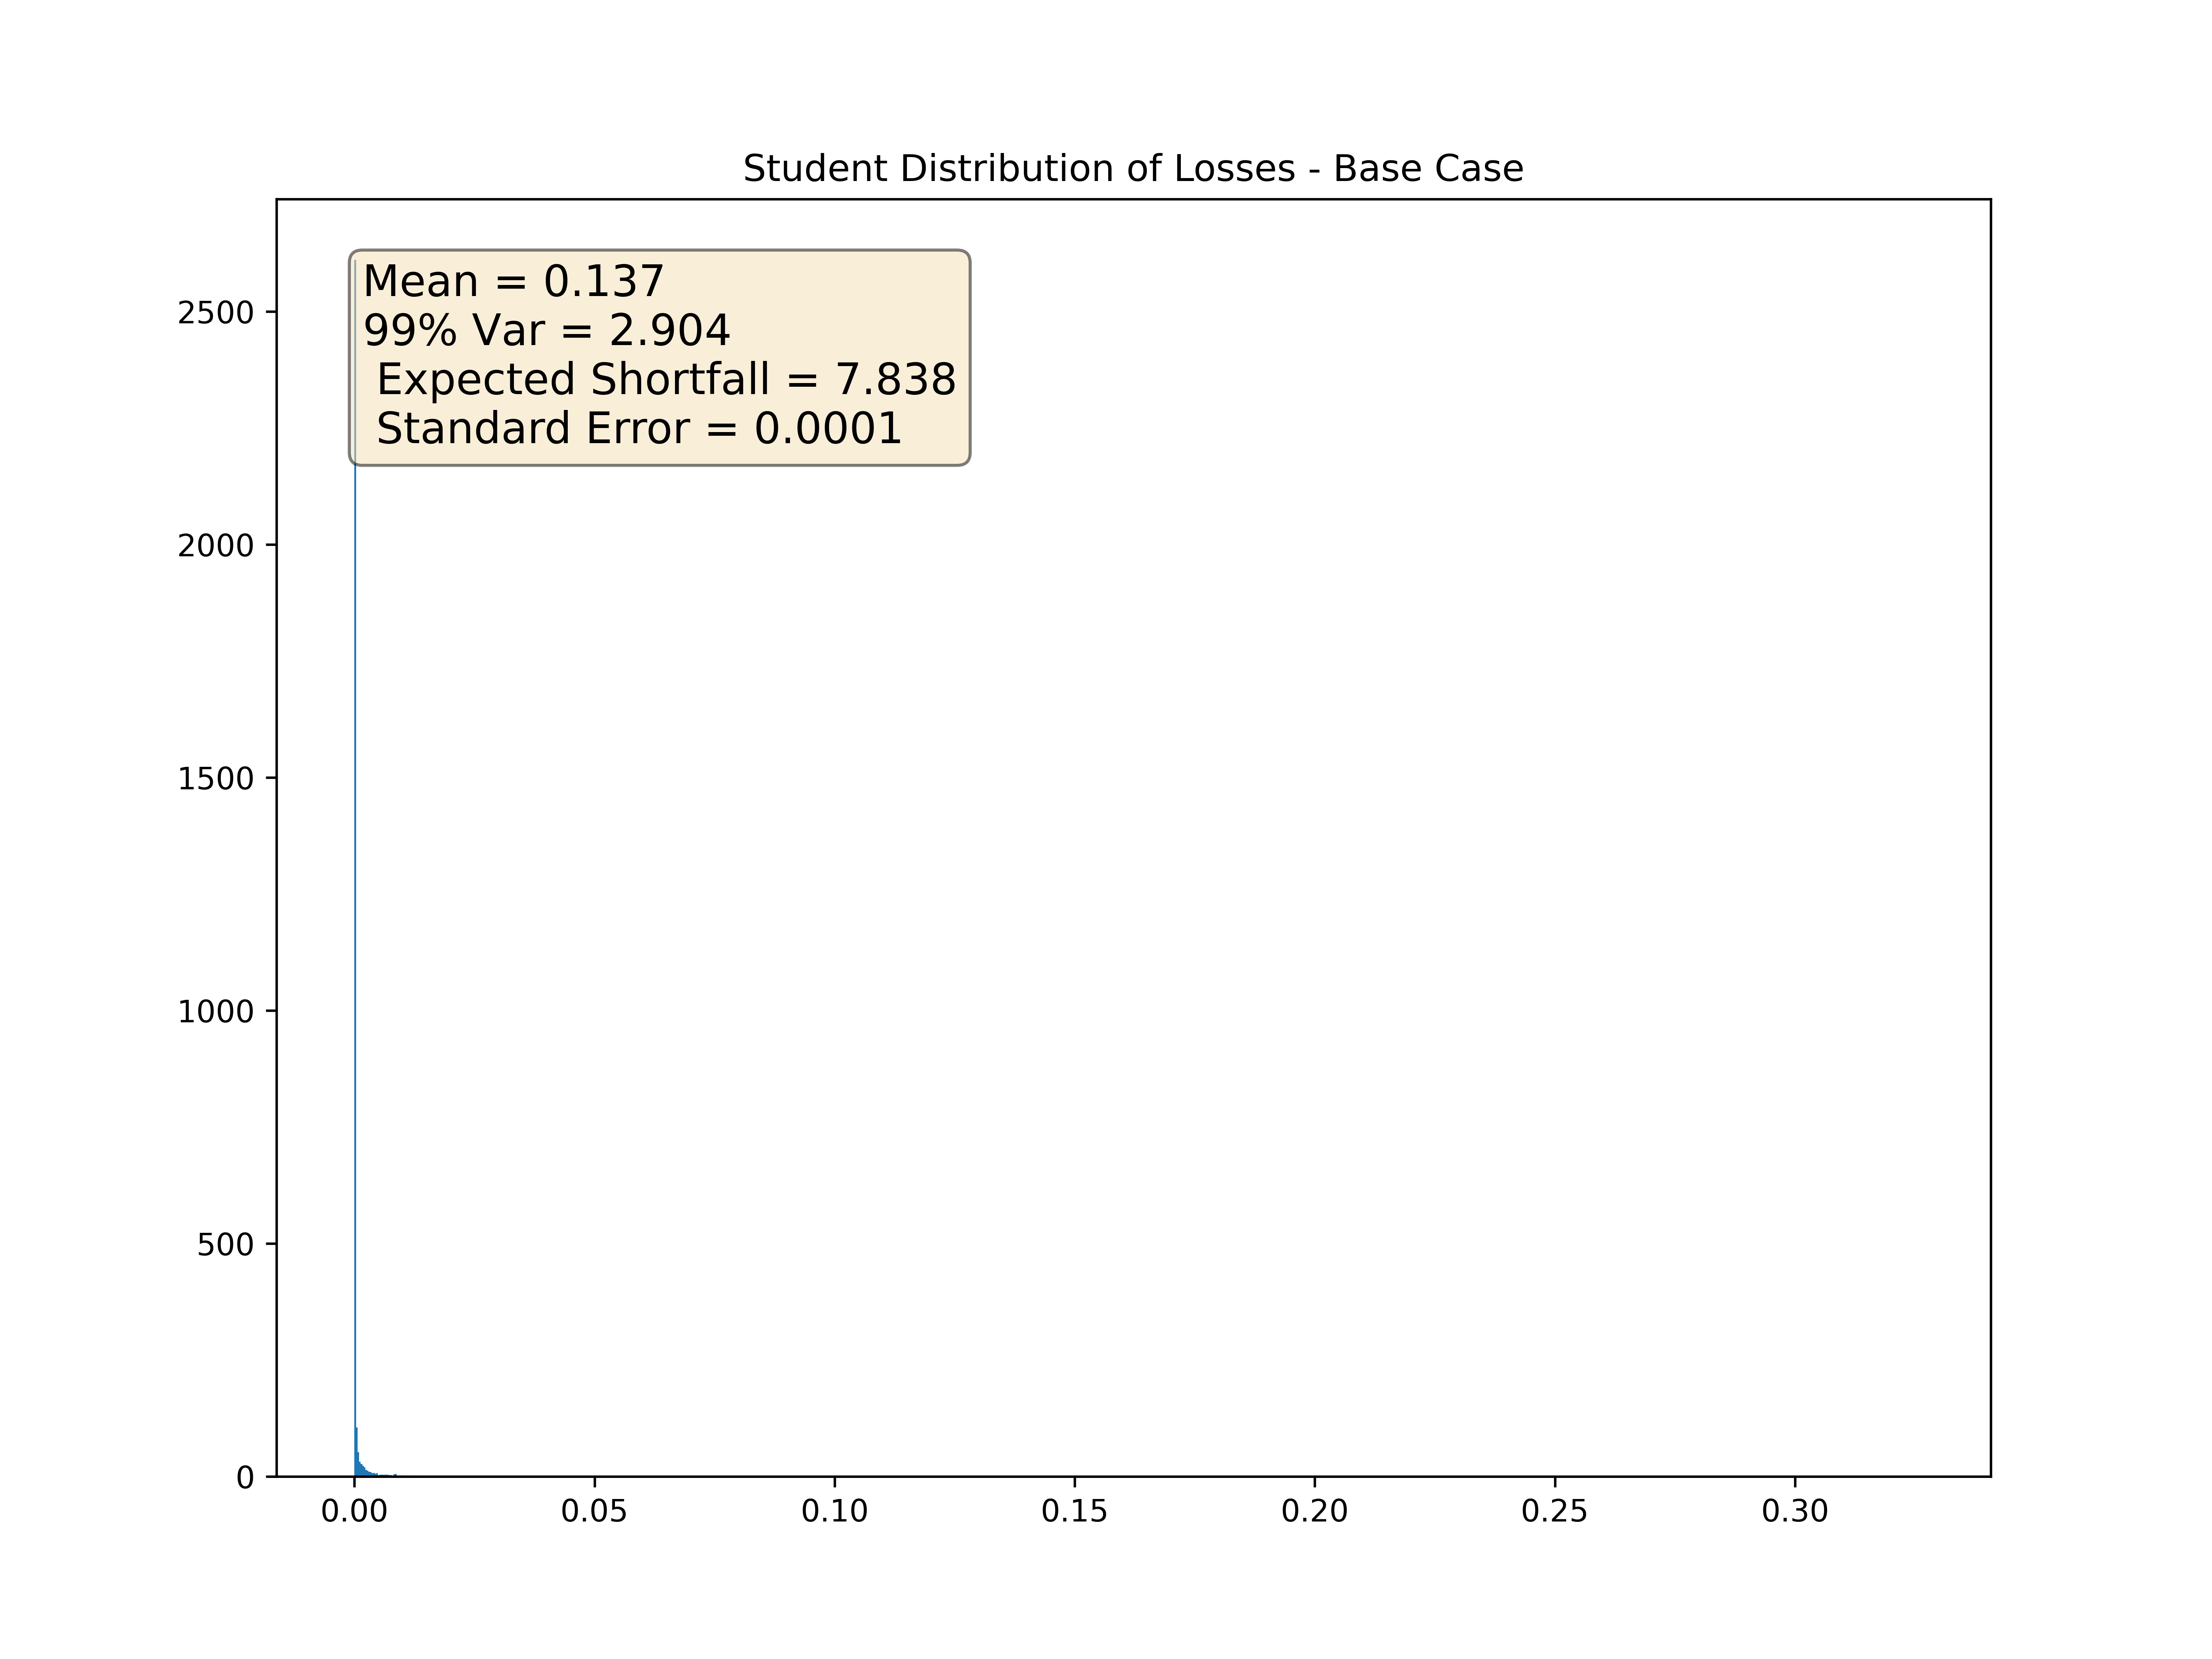 Student Distribution of Losses - Base Case
Mean = 0.137
99% Var = 2.904
Expected Shortfall = 7.838
Standard Error = 0.0001
2500
2000
1500
1000
500
0
0.00 0.05 0.10 0.15 0.20 0.25 0.30